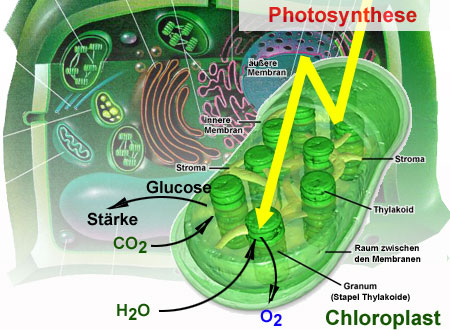 Photosynthese
äußere
Membran
innere
Membran
Stroma
Stroma
Glucose
Stärke
Thylakoid
CO2
Raum zwischen
den Membranen
Granum
(Stapel Thylakoide)
H2O
O2
Chloroplast